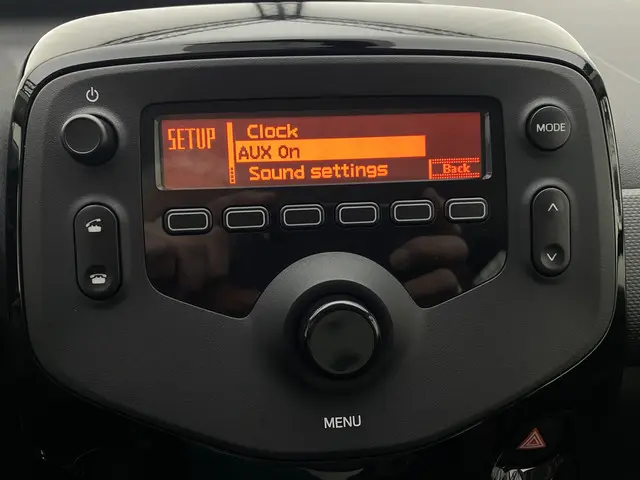 SETUP
Clock
AUX On
Sound settings
Back
MODE
MENU